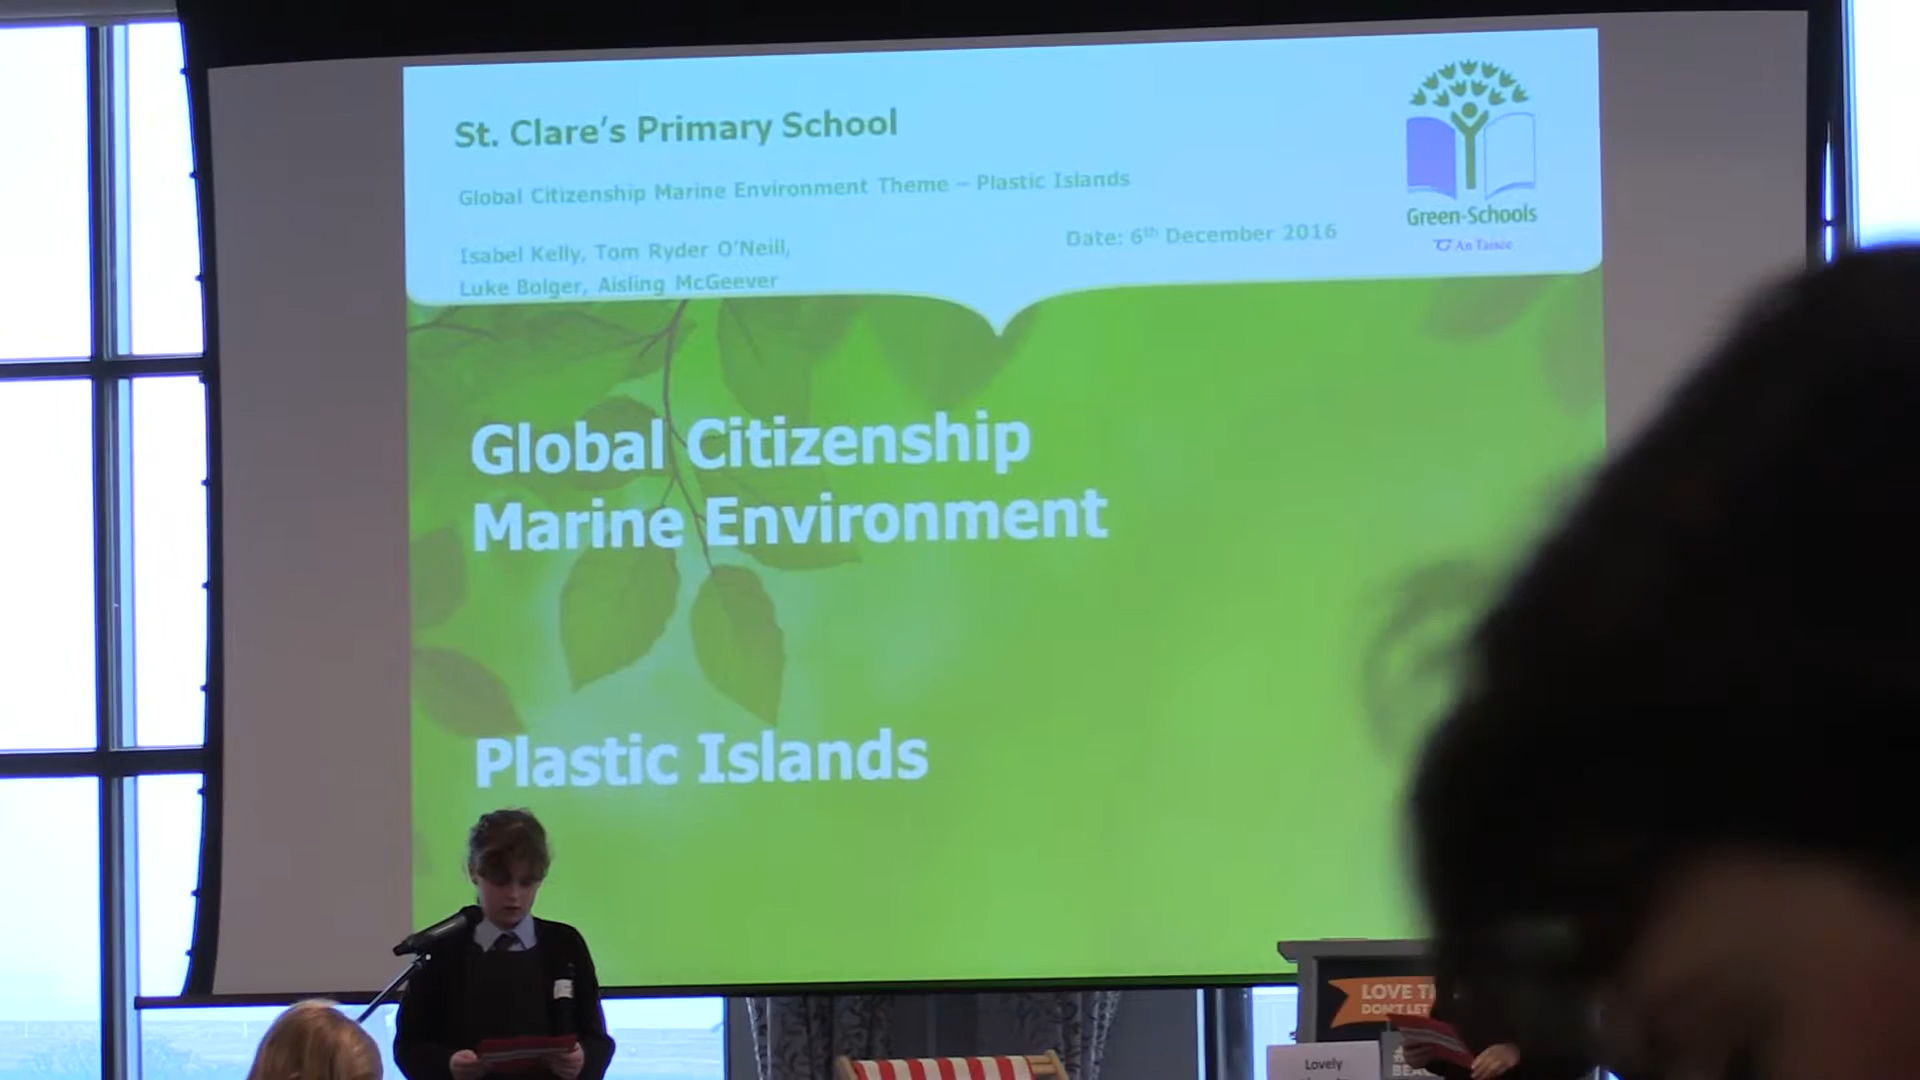 St. Clare's Primary School
Global Citizenship Marine Environment Theme – Plastic Islands
Isabel Kelly, Tom Ryder O'Neill,
Luke Bolger, Aisling McGeever
Date: 6th December 2016
Green-Schools
An Taisce
Global Citizenship
Marine Environment
Plastic Islands
LOVE
DON'T LET
Lovely